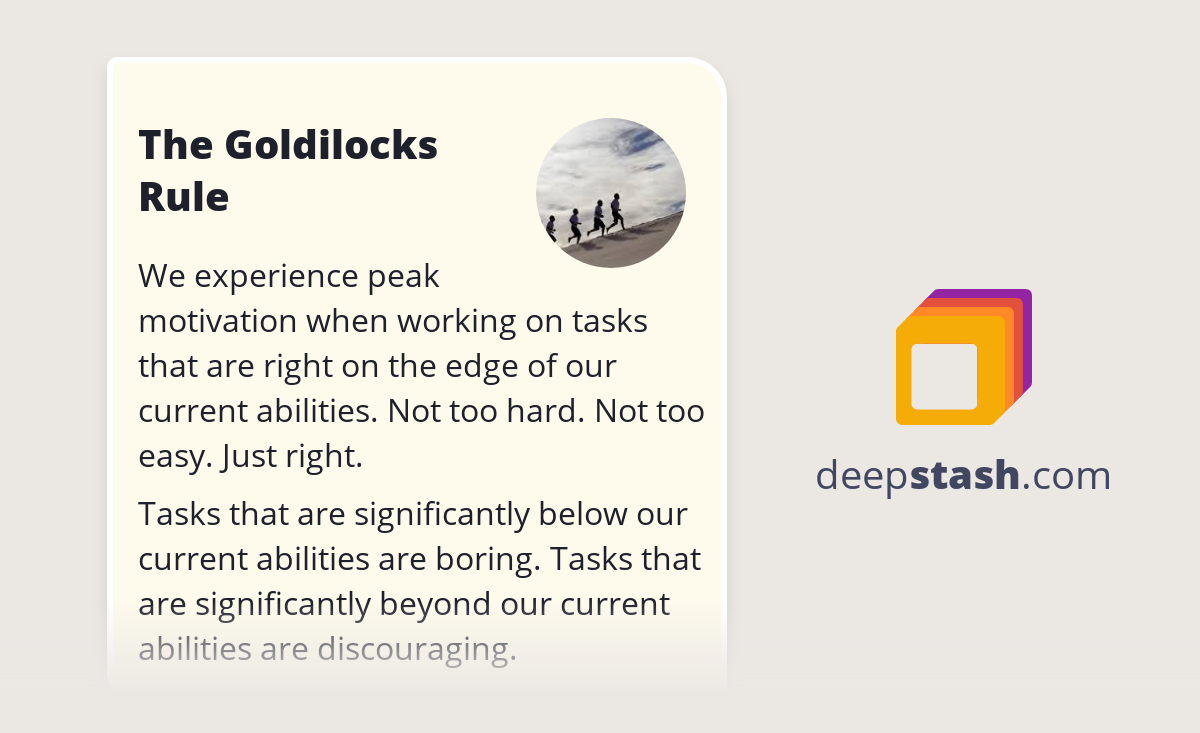 The Goldilocks
Rule
We experience peak
motivation when working on tasks
that are right on the edge of our
current abilities. Not too hard. Not too
easy. Just right.
Tasks that are significantly below our
current abilities are boring. Tasks that
are significantly beyond our current
abilities are discouraging.
deepstash.com